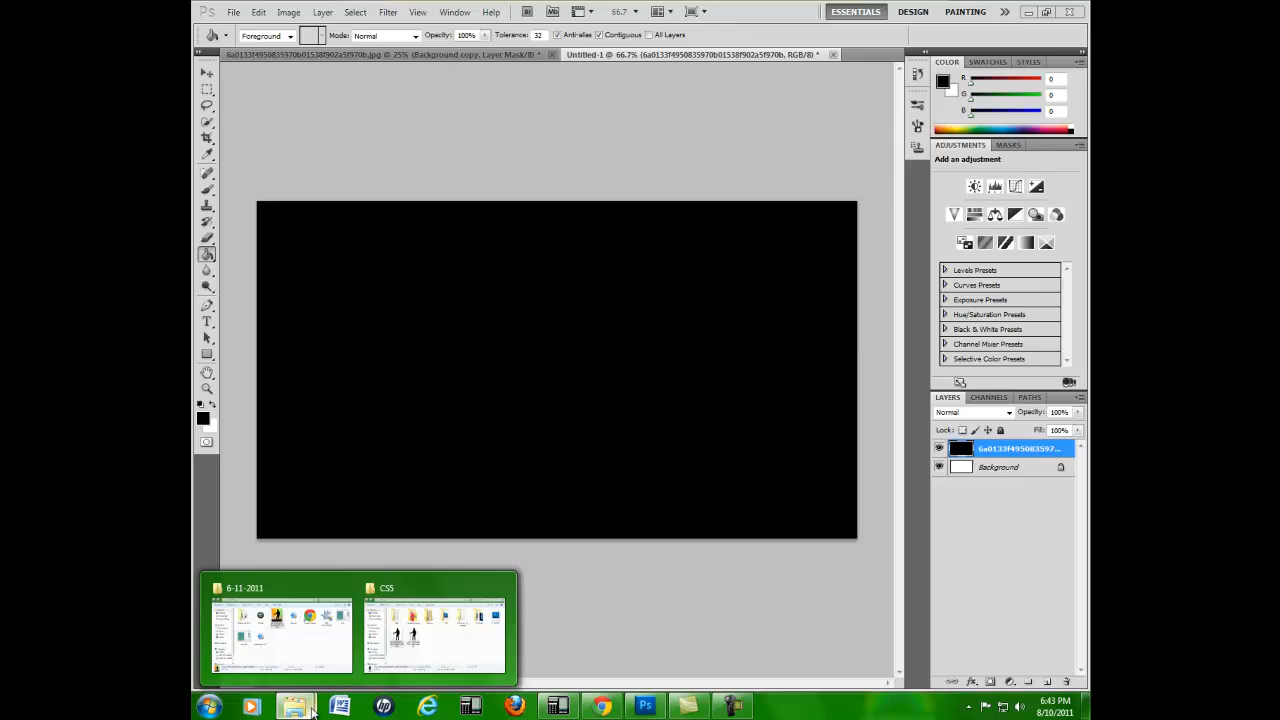 Ps File Edit Image Layer Select Filter View Window Help Br Mb 66.7 ESSENTIALS DESIGN PAINTING
Foreground Mode: Normal Opacity: 100% Tolerance: 32 Anti-alias Contiguous All Layers
6a0133f4950835970b01538f902a5f970b.jpg @ 25% (Background copy, Layer Mask/8) *
Untitled-1 @ 66.7% (6a0133f4950835970b01538f902a5f970b, RGB/8) *
COLOR SWATCHES STYLES
R 0
G 0
B 0
ADJUSTMENTS MASKS
Add an adjustment
Levels Presets
Curves Presets
Exposure Presets
Hue/Saturation Presets
Black & White Presets
Channel Mixer Presets
Selective Color Presets
LAYERS CHANNELS PATHS
Normal Opacity: 100%
Lock: Fill: 100%
6a0133f495083597...
Background
6-11-2011 CS5
6:43 PM
8/10/2011